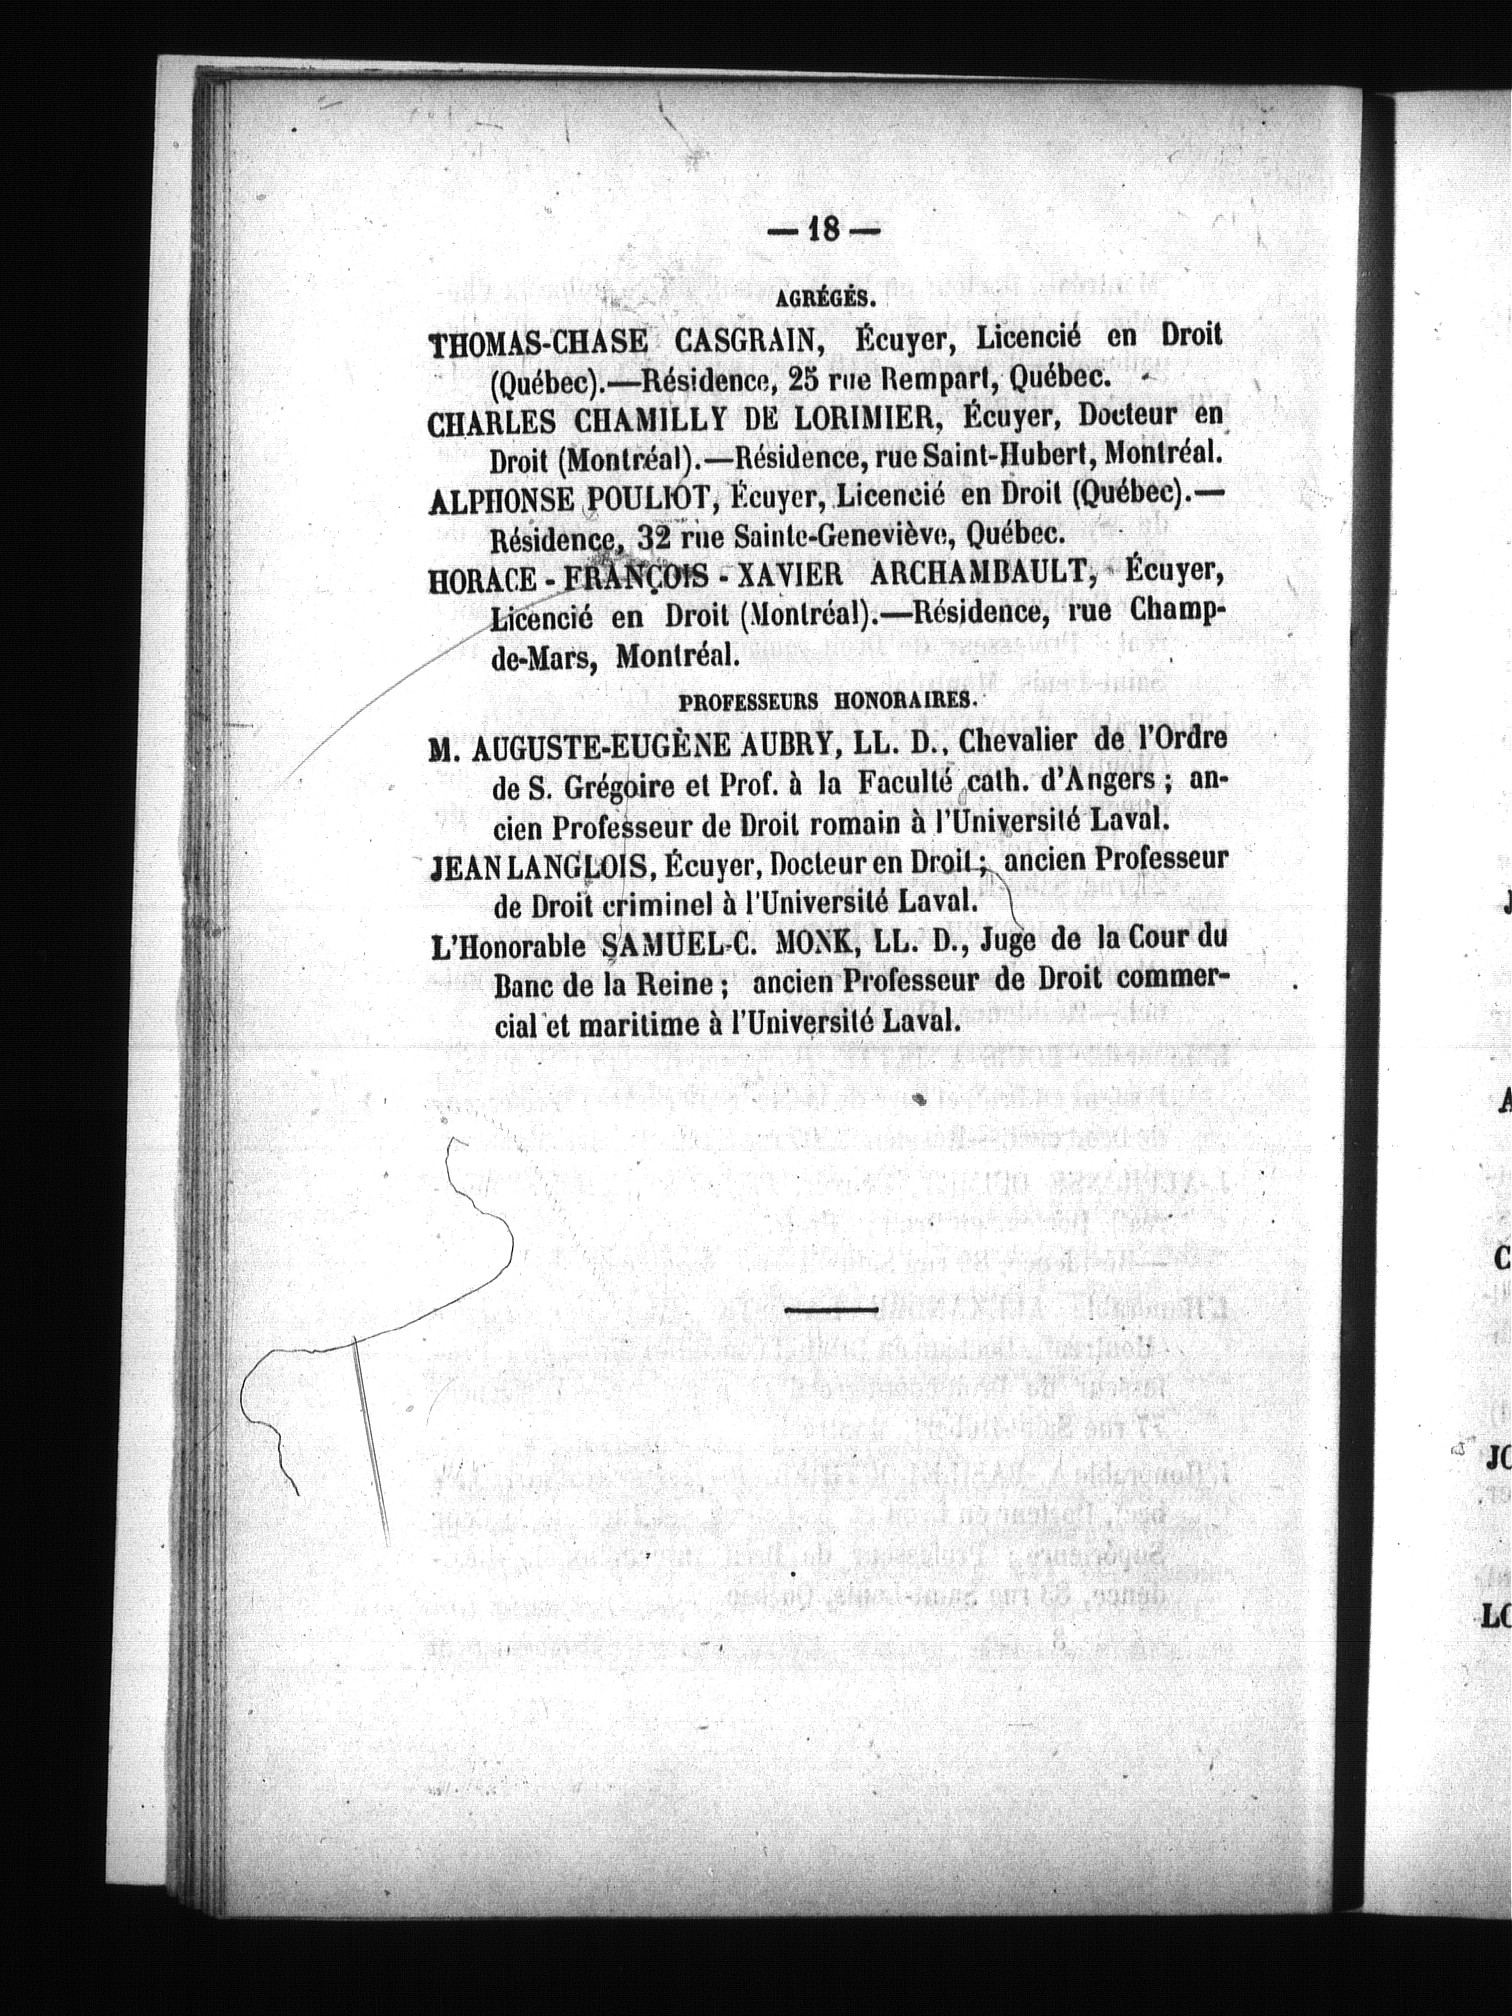 — 18 —
AGRÉGÉS.
THOMAS-CHASE CASGRAIN, Écuyer, Licencié en Droit
(Québec).—Résidence, 25 rue Rempart, Québec.
CHARLES CHAMILLY DE LORIMIER, Écuyer, Docteur en
Droit (Montréal).—Résidence, rue Saint-Hubert, Montréal.
ALPHONSE POULIOT, Écuyer, Licencié en Droit (Québec).—
Résidence, 32 rue Sainte-Geneviève, Québec.
HORACE - FRANÇOIS - XAVIER ARCHAMBAULT, Écuyer,
Licencié en Droit (Montréal).—Résidence, rue Champ-
de-Mars, Montréal.
PROFESSEURS HONORAIRES.
M. AUGUSTE-EUGÈNE AUBRY, LL. D., Chevalier de l'Ordre
de S. Grégoire et Prof. à la Faculté cath. d'Angers ; an-
cien Professeur de Droit romain à l'Université Laval.
JEAN LANGLOIS, Écuyer, Docteur en Droit ; ancien Professeur
de Droit criminel à l'Université Laval.
L'Honorable SAMUEL-C. MONK, LL. D., Juge de la Cour du
Banc de la Reine ; ancien Professeur de Droit commer-
cial et maritime à l'Université Laval.